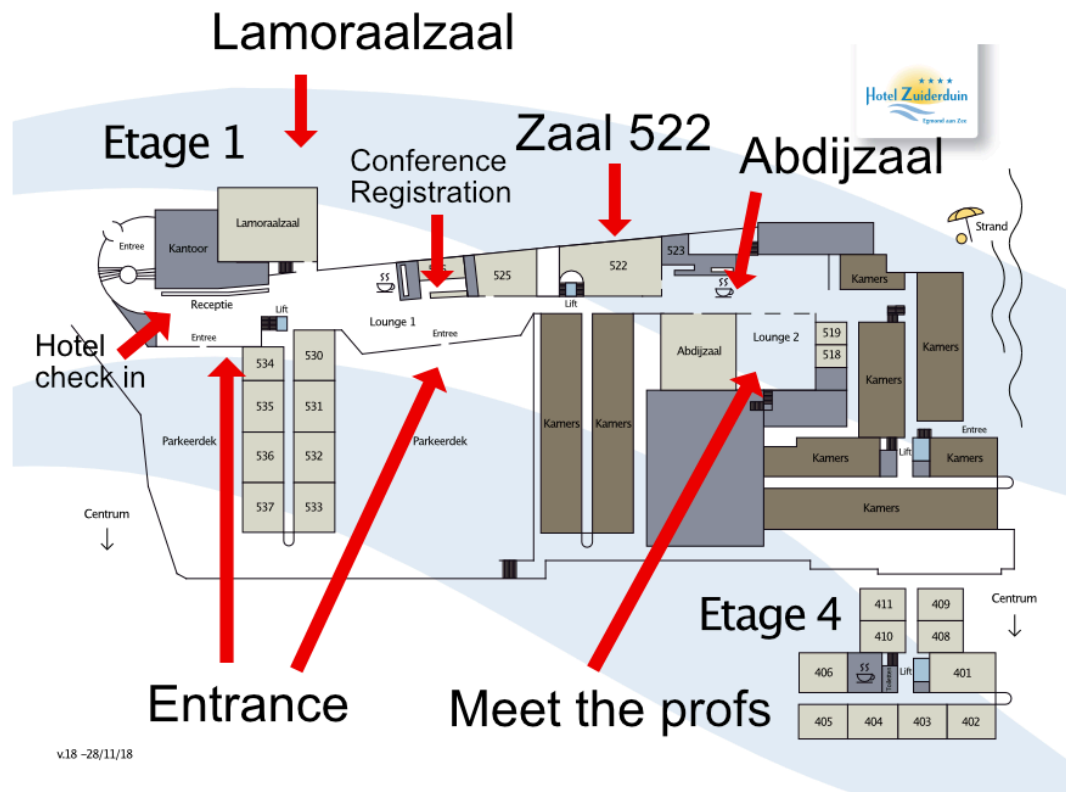 Lamoraalzaal
Hotel Zuiderduin
Egmond aan Zee
Etage 1
Zaal 522
Abdijzaal
Conference
Registration
Lamoraalzaal
Entree
Kantoor
Strand
523
522
525
Kamers
Receptie
Lift
Lift
Lounge 1
Entree
Entree
Hotel
check in
534
530
535
531
536
532
537
533
Parkeerdek
Parkeerdek
Abdijzaal
Lounge 2
519
518
Kamers
Kamers
Kamers
Kamers
Entree
Kamers
Lift
Kamers
Kamers
Centrum
Etage 4
411
409
410
408
Centrum
406
Toiletten
Lift
401
405
404
403
402
Entrance
Meet the profs
v.18 –28/11/18